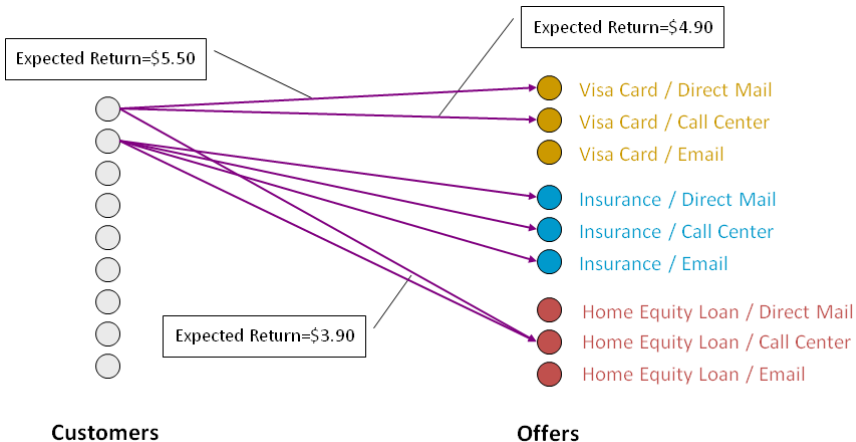 Expected Return=$4.90
Expected Return=$5.50
Visa Card / Direct Mail
Visa Card / Call Center
Visa Card / Email
Insurance / Direct Mail
Insurance / Call Center
Insurance / Email
Home Equity Loan / Direct Mail
Home Equity Loan / Call Center
Home Equity Loan / Email
Expected Return=$3.90
Customers
Offers